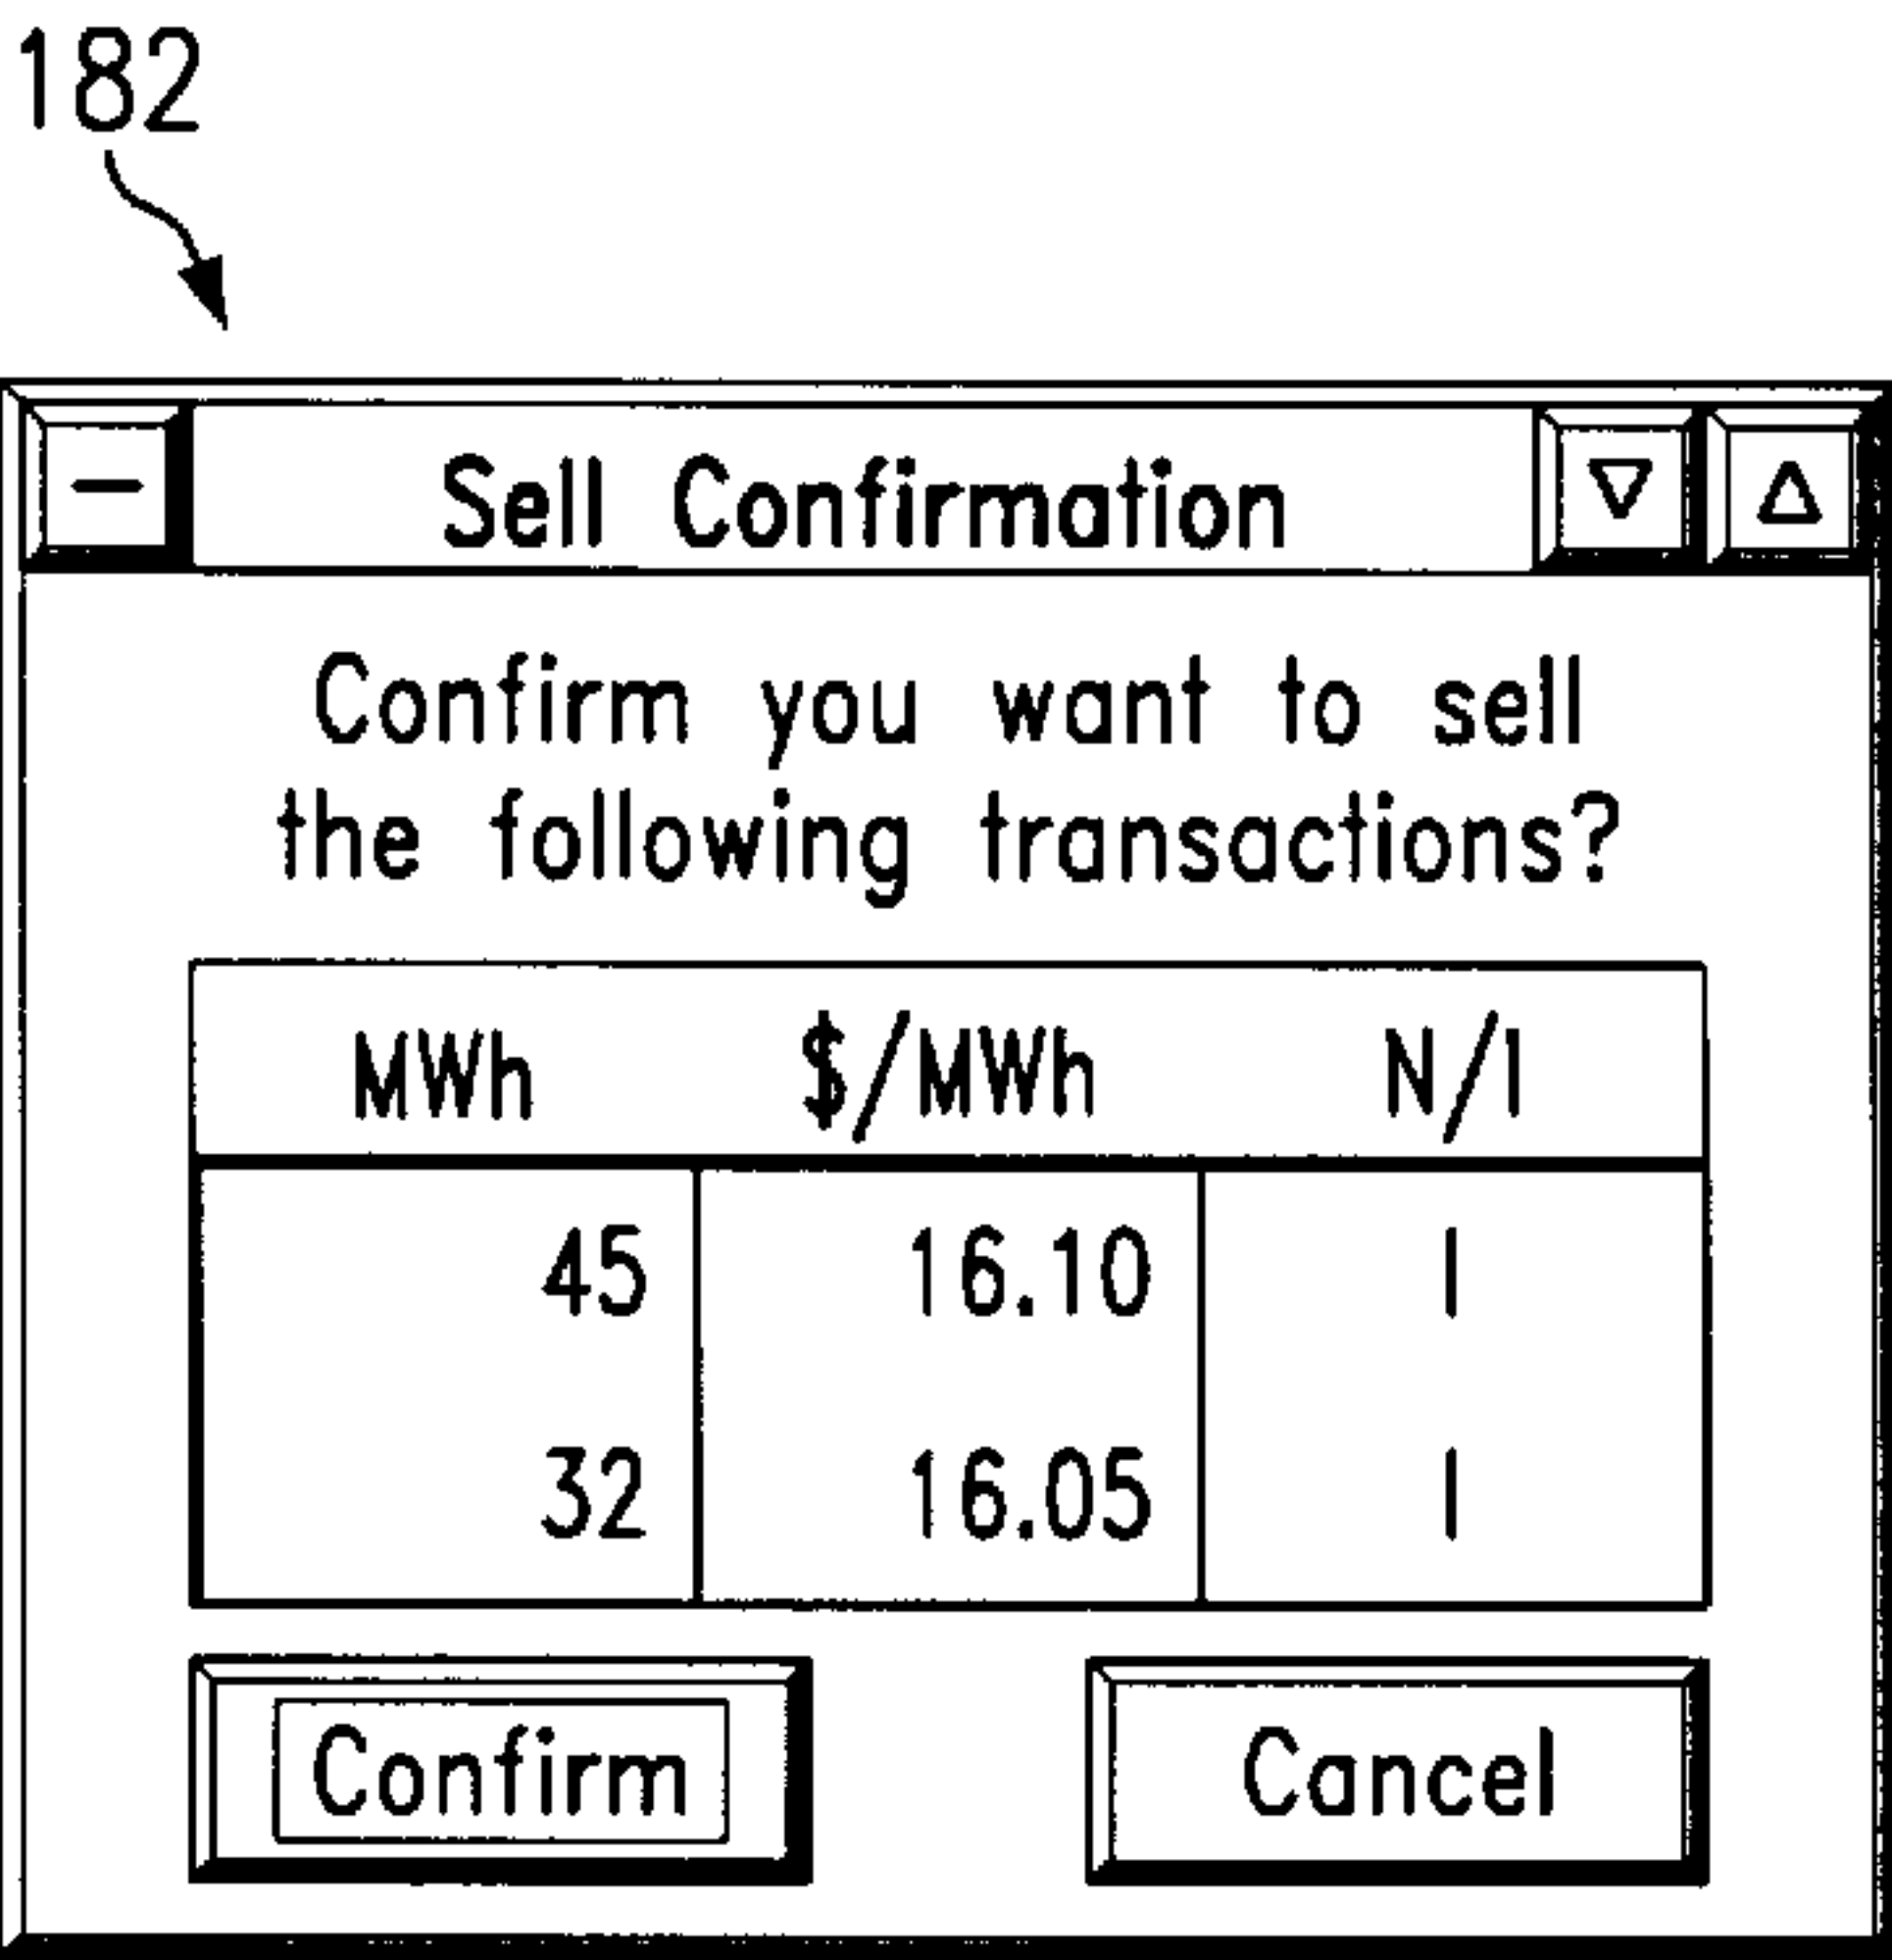 182
Sell Confirmation
Confirm you want to sell
the following transactions?
MWh $/MWh N/I
45 16.10 I
32 16.05 I
Confirm Cancel